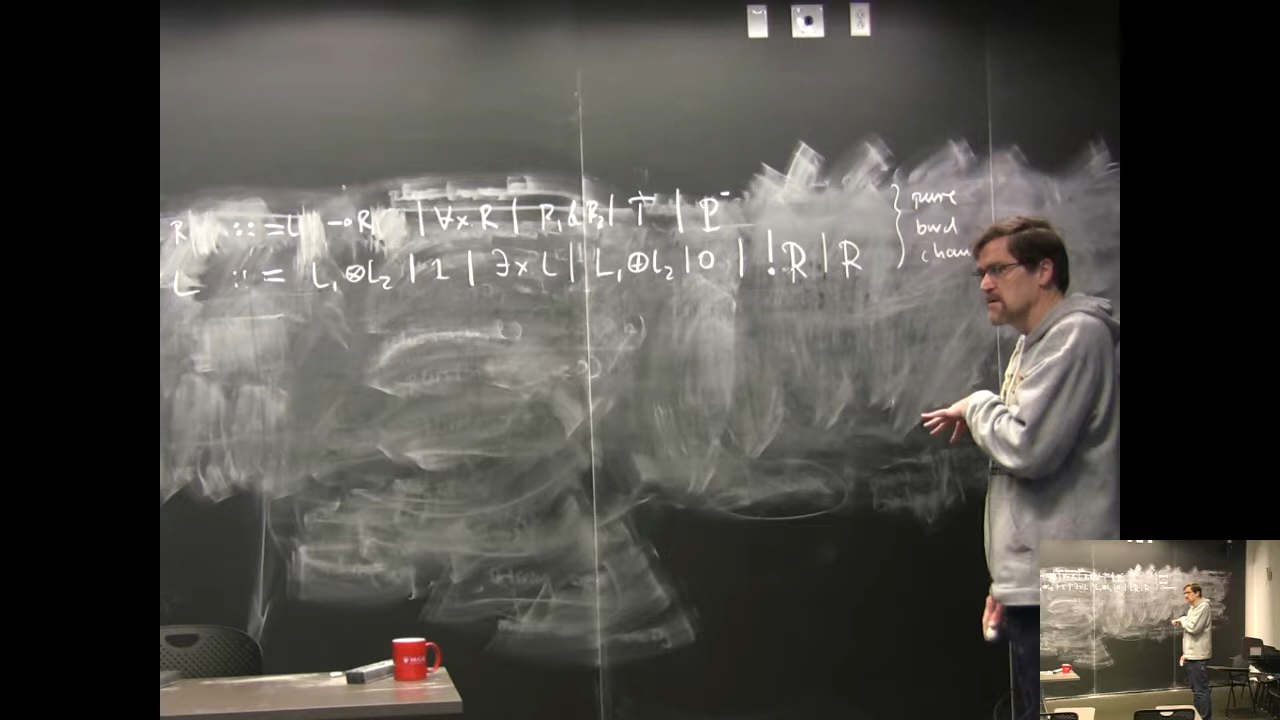 R ::= L ⊸ R | ∀x. R | R₁ & R₂ | ⊤ | P⁻
L ::= L₁ ⊗ L₂ | 1 | ∃x L | L₁ ⊕ L₂ | 0 | !R | R
} pure
bwd
chain